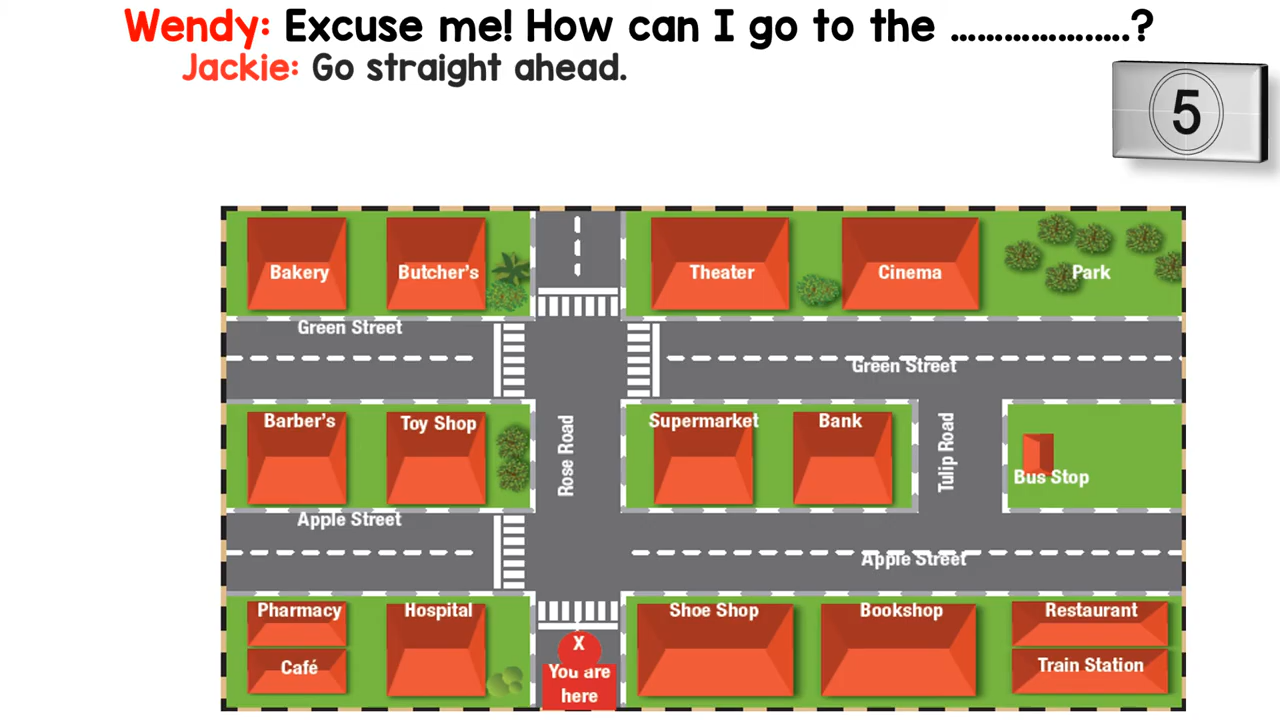 Wendy: Excuse me! How can I go to the ......................?
Jackie: Go straight ahead.
5
Bakery
Butcher's
Theater
Cinema
Park
Green Street
Green Street
Barber's
Toy Shop
Rose Road
Supermarket
Bank
Tulip Road
Bus Stop
Apple Street
Apple Street
Pharmacy
Hospital
Shoe Shop
Bookshop
Restaurant
Café
Train Station
X
You are
here